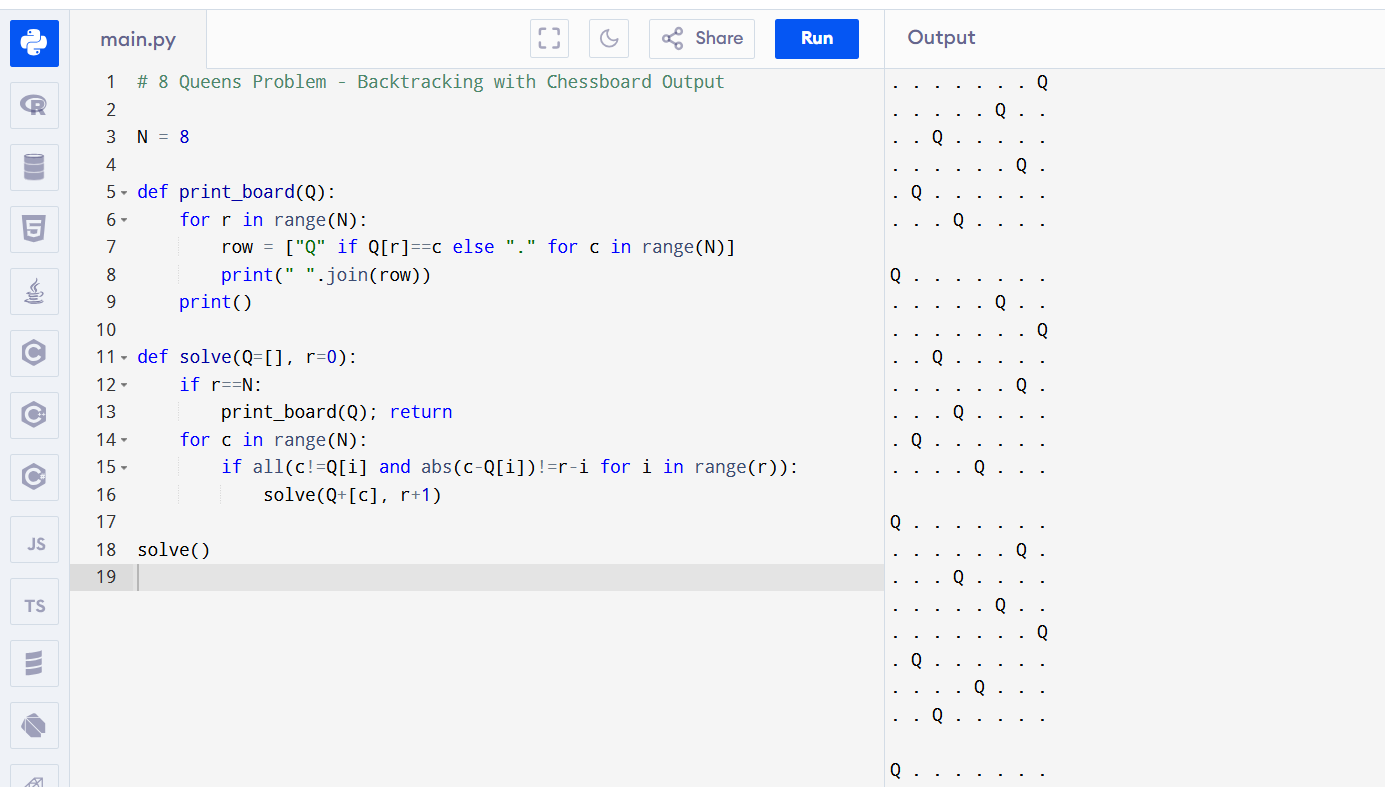 main.py
Share
Run
Output
1 # 8 Queens Problem - Backtracking with Chessboard Output
2
3 N = 8
4
5 def print_board(Q):
6     for r in range(N):
7         row = ["Q" if Q[r]==c else "." for c in range(N)]
8         print(" ".join(row))
9     print()
10
11 def solve(Q=[], r=0):
12     if r==N:
13         print_board(Q); return
14     for c in range(N):
15         if all(c!=Q[i] and abs(c-Q[i])!=r-i for i in range(r)):
16             solve(Q+[c], r+1)
17
18 solve()
19
. . . . . . . Q
. . . . . Q . .
. . Q . . . . .
. . . . . . Q .
. Q . . . . . .
. . . Q . . . .

Q . . . . . . .
. . . . . Q . .
. . . . . . . Q
. . Q . . . . .
. . . . . . Q .
. . . Q . . . .
. Q . . . . . .
. . . . Q . . .

Q . . . . . . .
. . . . . . Q .
. . . Q . . . .
. . . . . Q . .
. . . . . . . Q
. Q . . . . . .
. . . . Q . . .
. . Q . . . . .

Q . . . . . . .
R
5
C
C+
C
JS
TS